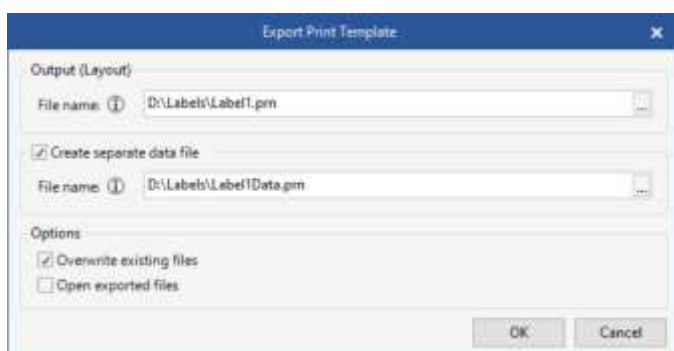 Export Print Template
Output (Layout)
File name: D:\Labels\Label1.prn
...
Create separate data file
File name: D:\Labels\Label1Data.prn
...
Options
Overwrite existing files
Open exported files
OK Cancel